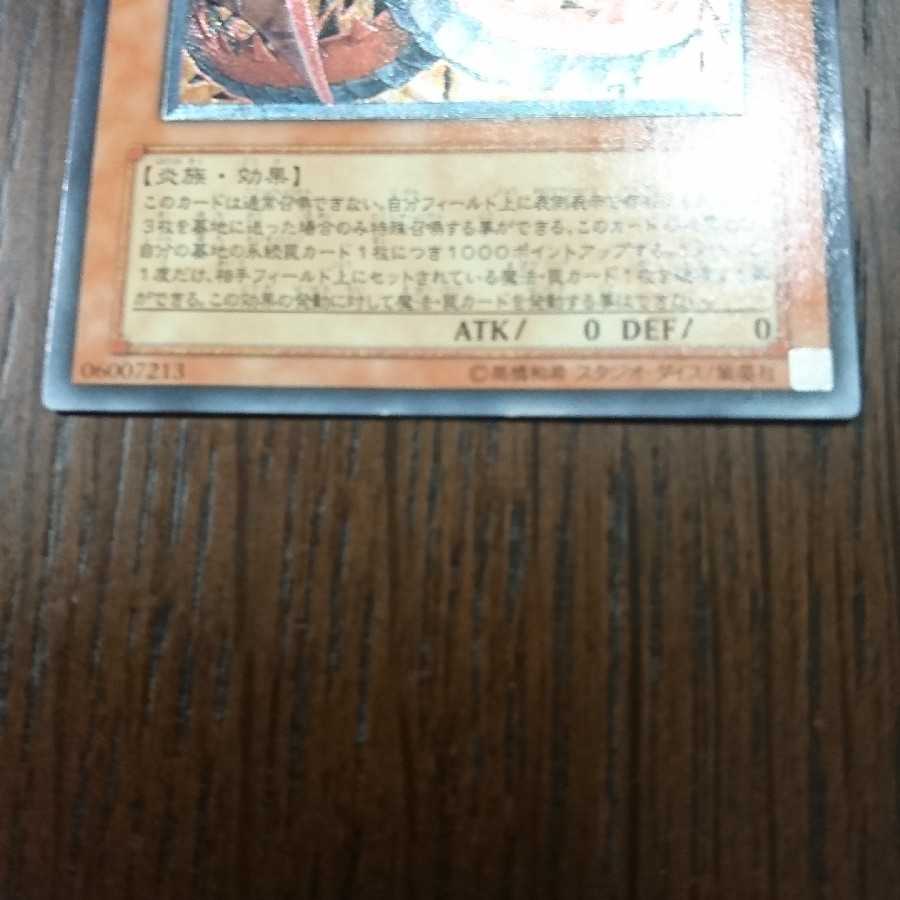 【炎族・効果】
このカードは通常召喚できない。自分フィールド上に表側表示で存在する
3枚を墓地に送った場合のみ特殊召喚する事ができる。このカードの
自分の墓地の永続罠カード1枚につき1000ポイントアップする。
1度だけ、相手フィールド上にセットされている魔法・罠カード1枚を
ができる。この効果の発動に対して魔法・罠カードを発動する事はできない。
ATK/ 0 DEF/ 0
06007213 ©高橋和希 スタジオ・ダイス/集英社